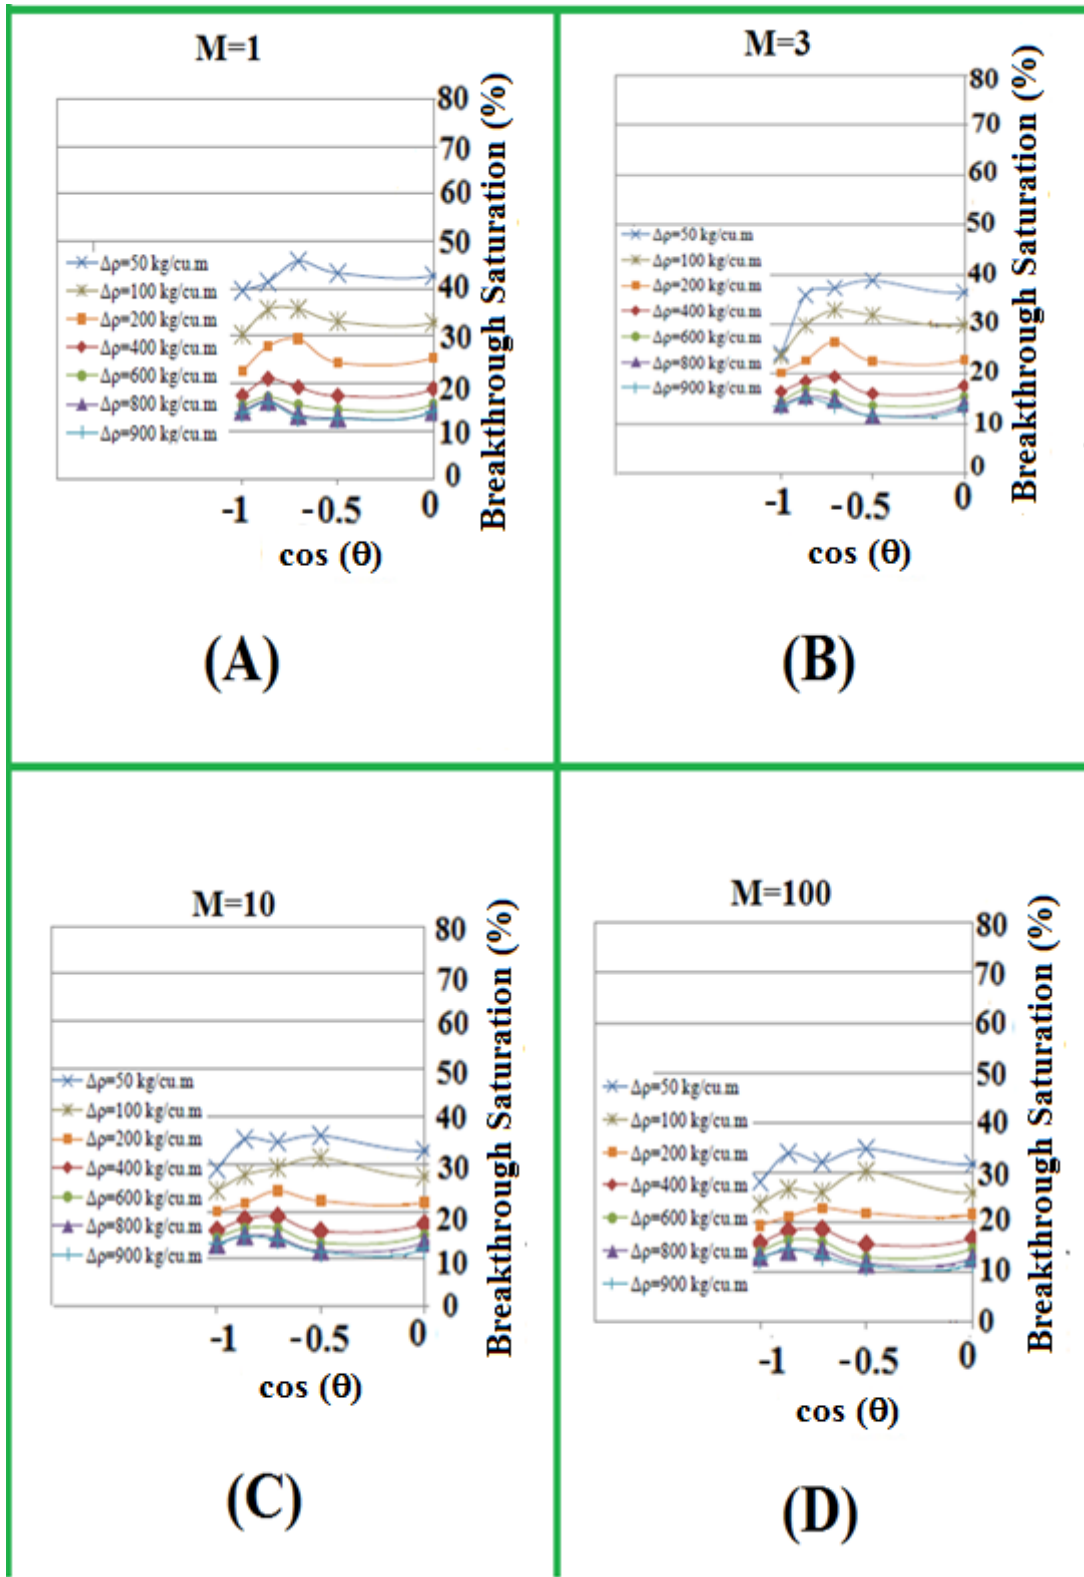 M=1
80
70
60
50
40
30
20
10
0
Breakthrough Saturation (%)
Δρ=50 kg/cu.m
Δρ=100 kg/cu.m
Δρ=200 kg/cu.m
Δρ=400 kg/cu.m
Δρ=600 kg/cu.m
Δρ=800 kg/cu.m
Δρ=900 kg/cu.m
-1 -0.5 0
cos (θ)
(A)
M=3
80
70
60
50
40
30
20
10
0
Breakthrough Saturation (%)
Δρ=50 kg/cu.m
Δρ=100 kg/cu.m
Δρ=200 kg/cu.m
Δρ=400 kg/cu.m
Δρ=600 kg/cu.m
Δρ=800 kg/cu.m
Δρ=900 kg/cu.m
-1 -0.5 0
cos (θ)
(B)
M=10
80
70
60
50
40
30
20
10
0
Breakthrough Saturation (%)
Δρ=50 kg/cu.m
Δρ=100 kg/cu.m
Δρ=200 kg/cu.m
Δρ=400 kg/cu.m
Δρ=600 kg/cu.m
Δρ=800 kg/cu.m
Δρ=900 kg/cu.m
-1 -0.5 0
cos (θ)
(C)
M=100
80
70
60
50
40
30
20
10
0
Breakthrough Saturation (%)
Δρ=50 kg/cu.m
Δρ=100 kg/cu.m
Δρ=200 kg/cu.m
Δρ=400 kg/cu.m
Δρ=600 kg/cu.m
Δρ=800 kg/cu.m
Δρ=900 kg/cu.m
-1 -0.5 0
cos (θ)
(D)